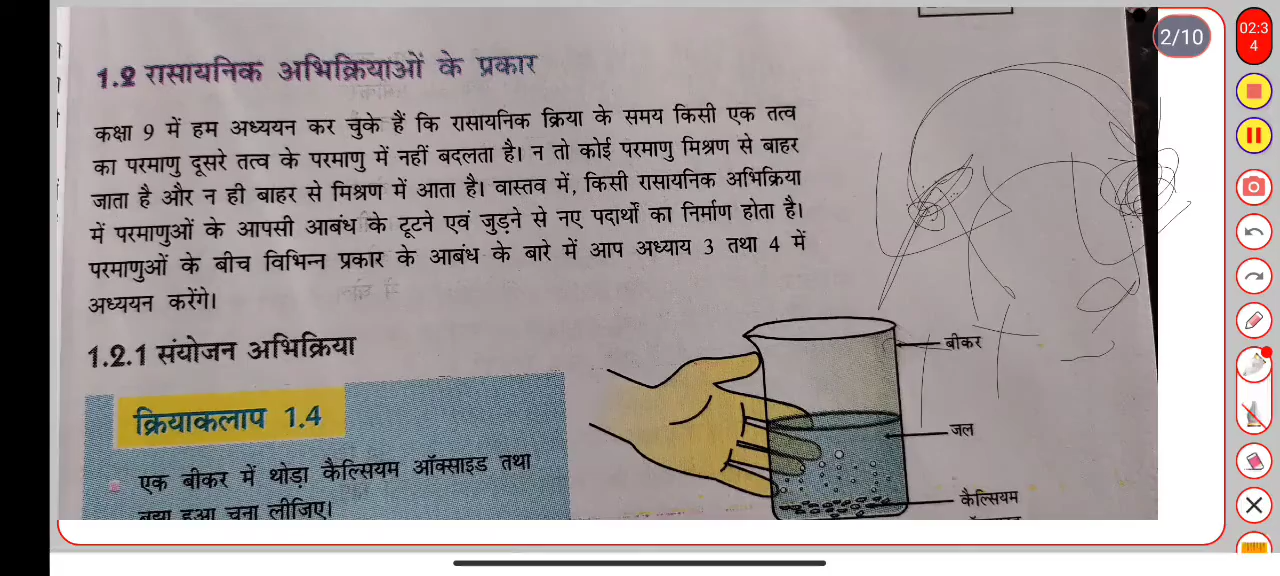 2/10
02:3
4
1.2 रासायनिक अभिक्रियाओं के प्रकार
कक्षा 9 में हम अध्ययन कर चुके हैं कि रासायनिक क्रिया के समय किसी एक तत्व
का परमाणु दूसरे तत्व के परमाणु में नहीं बदलता है। न तो कोई परमाणु मिश्रण से बाहर
जाता है और न ही बाहर से मिश्रण में आता है। वास्तव में, किसी रासायनिक अभिक्रिया
में परमाणुओं के आपसी आबंध के टूटने एवं जुड़ने से नए पदार्थों का निर्माण होता है।
परमाणुओं के बीच विभिन्न प्रकार के आबंध के बारे में आप अध्याय 3 तथा 4 में
अध्ययन करेंगे।
1.2.1 संयोजन अभिक्रिया
क्रियाकलाप 1.4
एक बीकर में थोड़ा कैल्सियम ऑक्साइड तथा
बुझा हुआ चूना लीजिए।
बीकर
जल
कैल्सियम